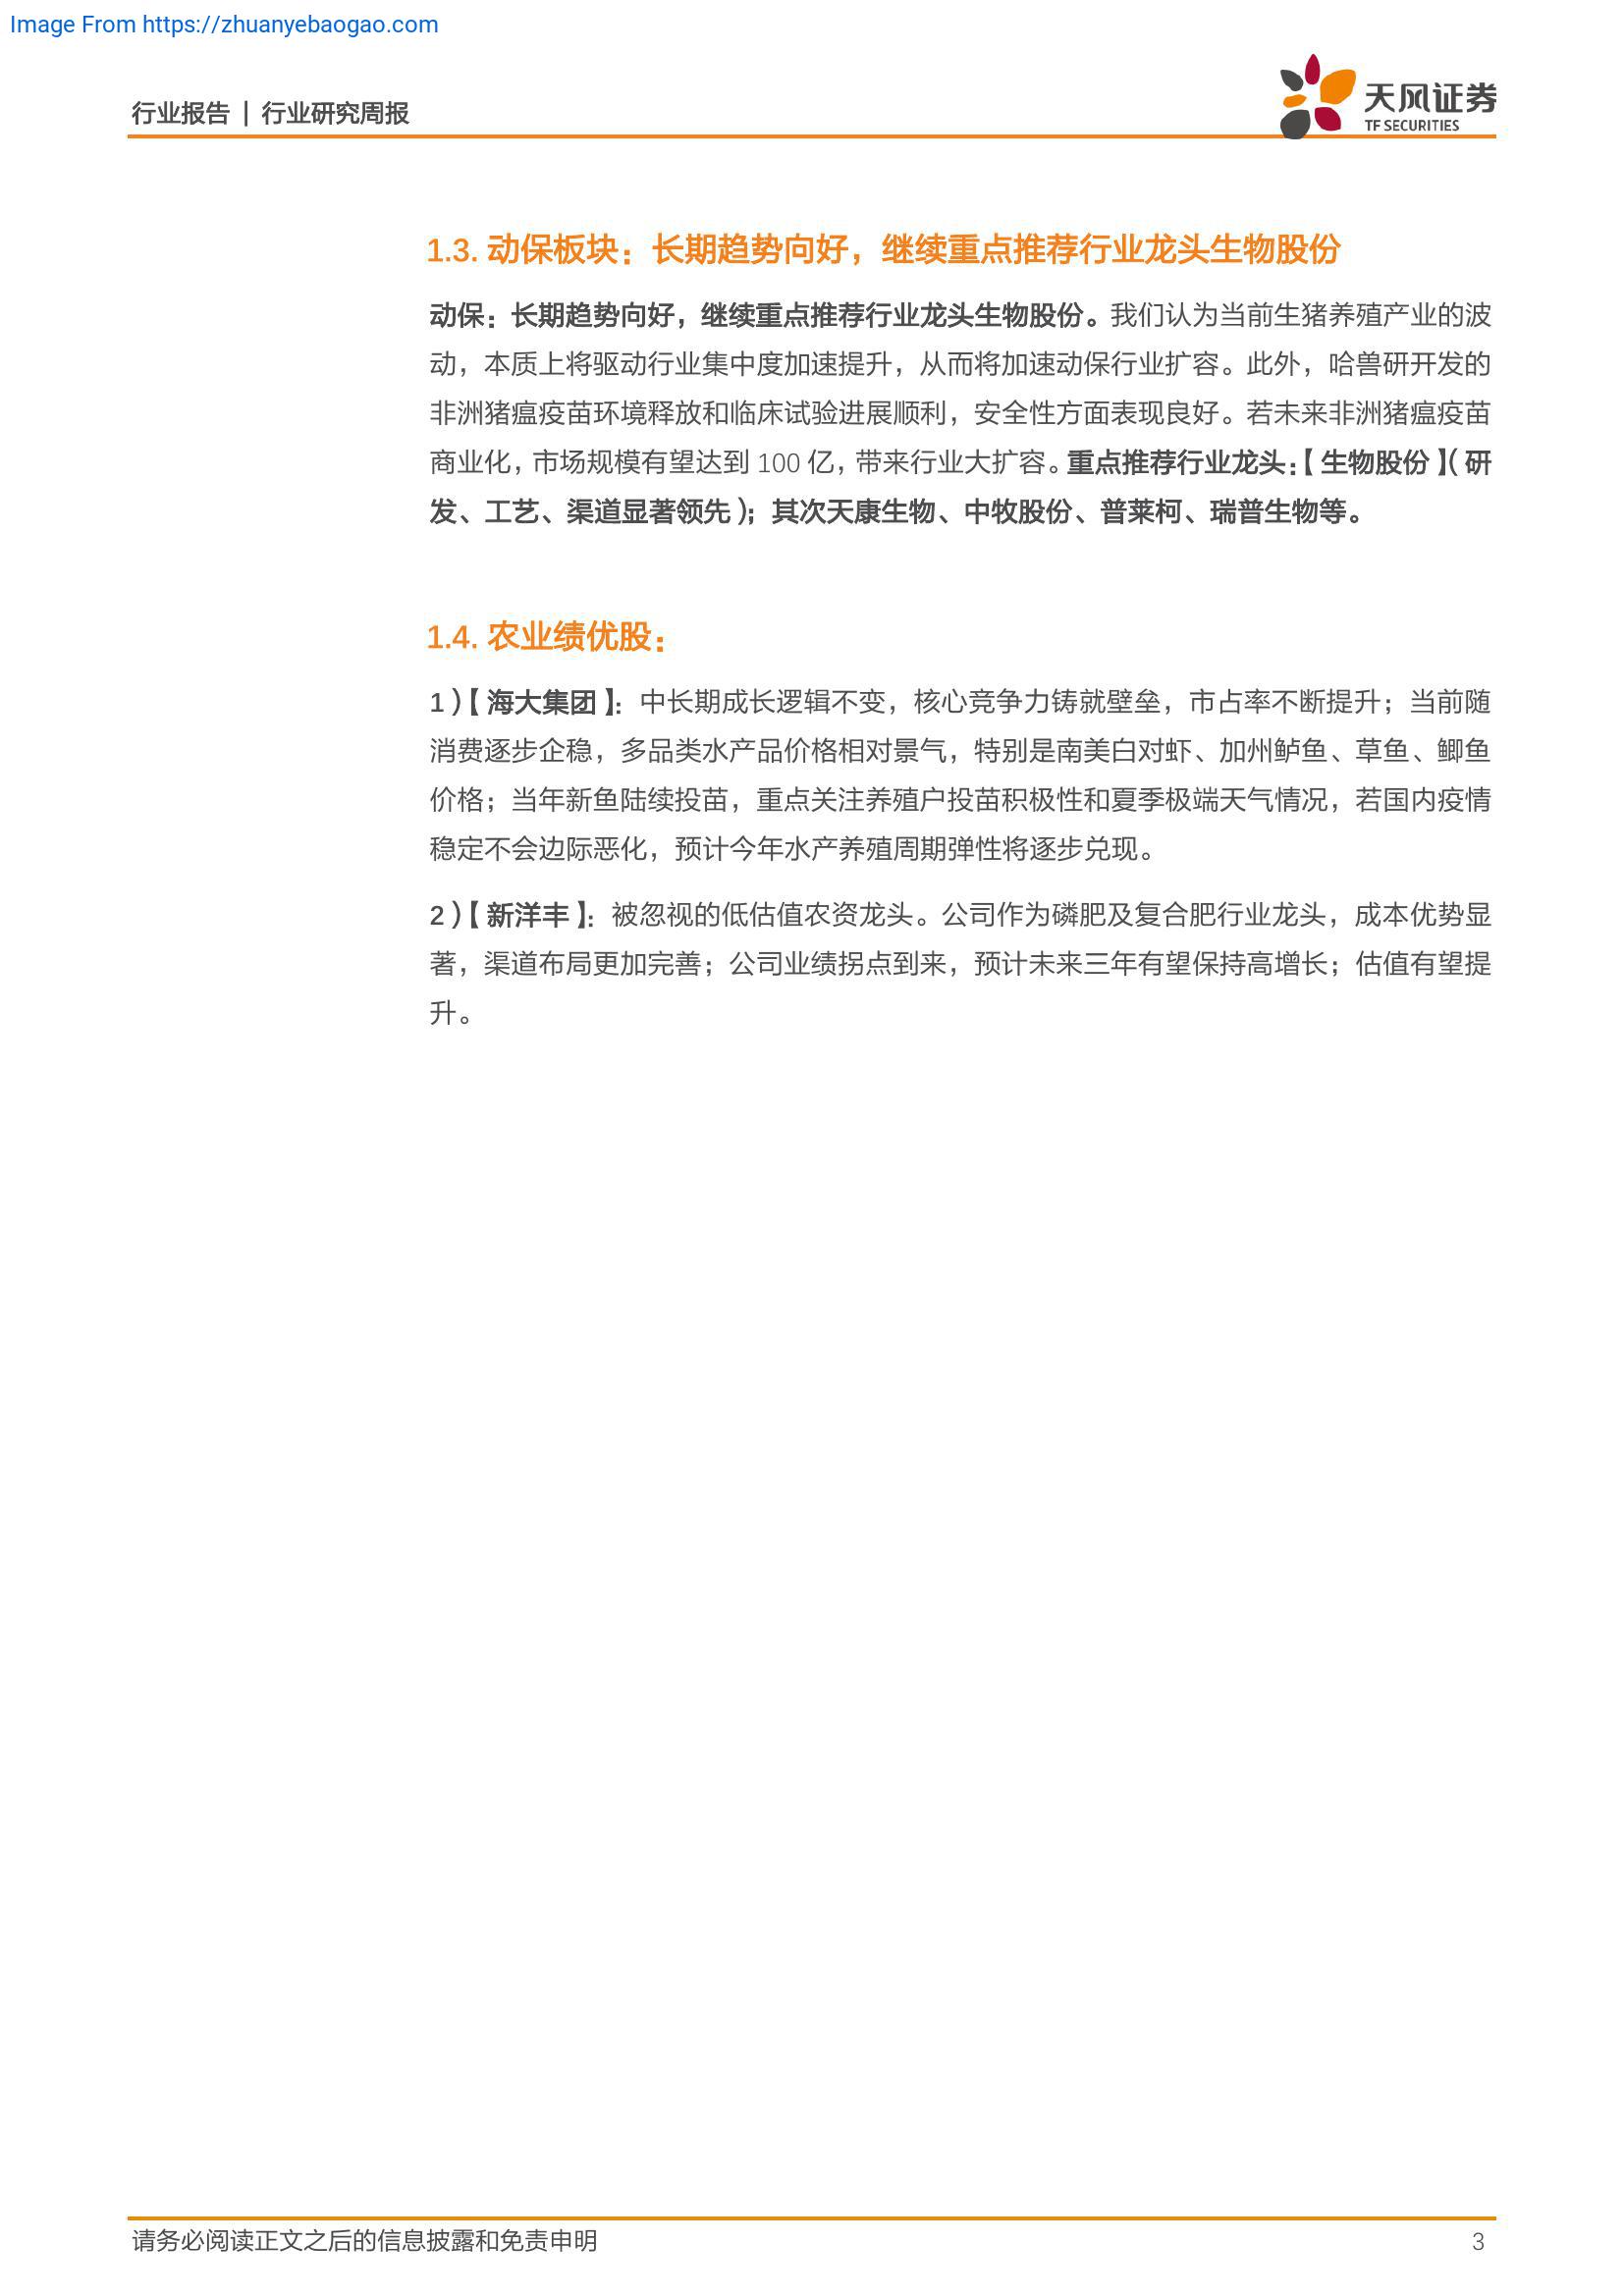 Image From https://zhuanyebaogao.com
行业报告 | 行业研究周报
天风证券
TF SECURITIES
1.3. 动保板块：长期趋势向好，继续重点推荐行业龙头生物股份
动保：长期趋势向好，继续重点推荐行业龙头生物股份。我们认为当前生猪养殖产业的波
动，本质上将驱动行业集中度加速提升，从而将加速动保行业扩容。此外，哈兽研开发的
非洲猪瘟疫苗环境释放和临床试验进展顺利，安全性方面表现良好。若未来非洲猪瘟疫苗
商业化，市场规模有望达到 100 亿，带来行业大扩容。重点推荐行业龙头：【生物股份】（研
发、工艺、渠道显著领先）；其次天康生物、中牧股份、普莱柯、瑞普生物等。
1.4. 农业绩优股：
1）【海大集团】：中长期成长逻辑不变，核心竞争力铸就壁垒，市占率不断提升；当前随
消费逐步企稳，多品类水产品价格相对景气，特别是南美白对虾、加州鲈鱼、草鱼、鲫鱼
价格；当年新鱼陆续投苗，重点关注养殖户投苗积极性和夏季极端天气情况，若国内疫情
稳定不会边际恶化，预计今年水产养殖周期弹性将逐步兑现。
2）【新洋丰】：被忽视的低估值农资龙头。公司作为磷肥及复合肥行业龙头，成本优势显
著，渠道布局更加完善；公司业绩拐点到来，预计未来三年有望保持高增长；估值有望提
升。
请务必阅读正文之后的信息披露和免责申明
3